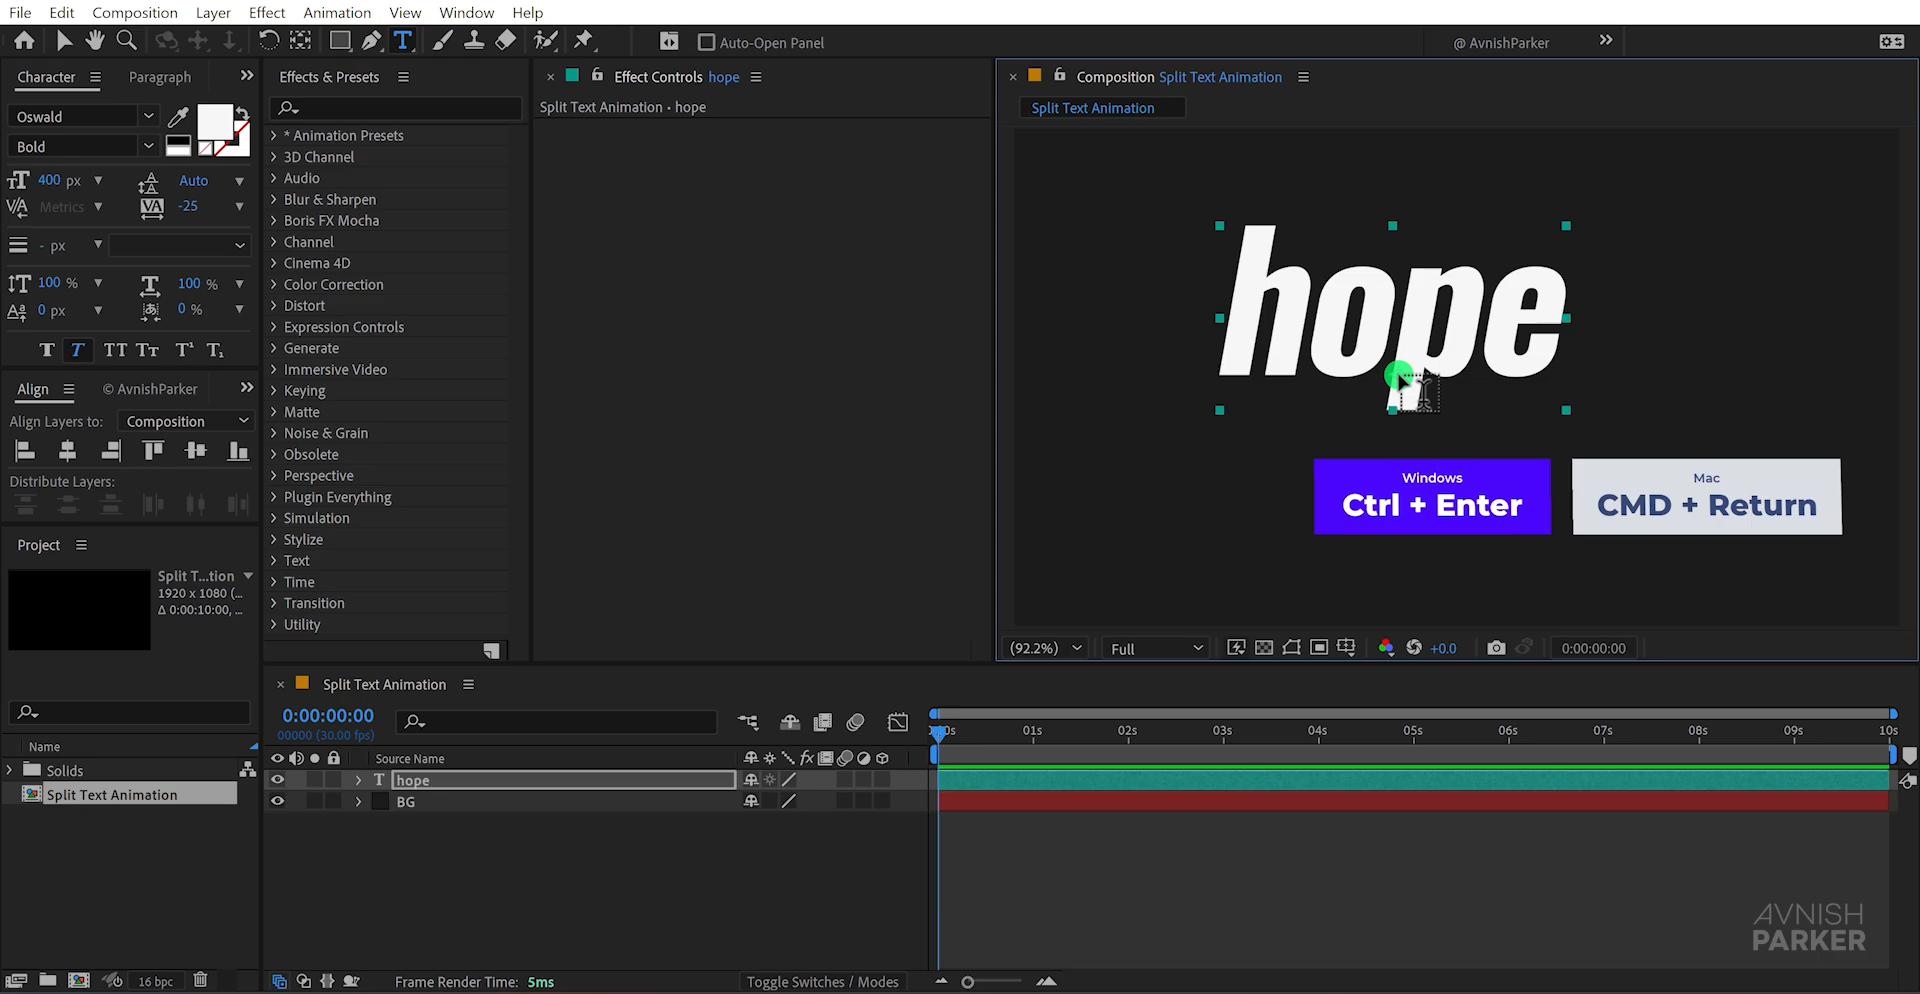 File Edit Composition Layer Effect Animation View Window Help
Auto-Open Panel
@ AvnishParker
Character
Paragraph
Oswald
Bold
400 px
Auto
Metrics
-25
- px
100 %
100 %
0 px
0 %
Align
© AvnishParker
Align Layers to: Composition
Distribute Layers:
Project
Split T...tion
1920 x 1080 (...
Δ 0:00:10:00, ...
Name
Solids
Split Text Animation
16 bpc
Effects & Presets
* Animation Presets
3D Channel
Audio
Blur & Sharpen
Boris FX Mocha
Channel
Cinema 4D
Color Correction
Distort
Expression Controls
Generate
Immersive Video
Keying
Matte
Noise & Grain
Obsolete
Perspective
Plugin Everything
Simulation
Stylize
Text
Time
Transition
Utility
Effect Controls hope
Split Text Animation • hope
Composition Split Text Animation
Split Text Animation
hope
Windows
Ctrl + Enter
Mac
CMD + Return
(92.2%)
Full
+0.0
0:00:00:00
Split Text Animation
0:00:00:00
00000 (30.00 fps)
01s 02s 03s 04s 05s 06s 07s 08s 09s 10s
Source Name
hope
BG
Frame Render Time: 5ms
Toggle Switches / Modes
AVNISH
PARKER